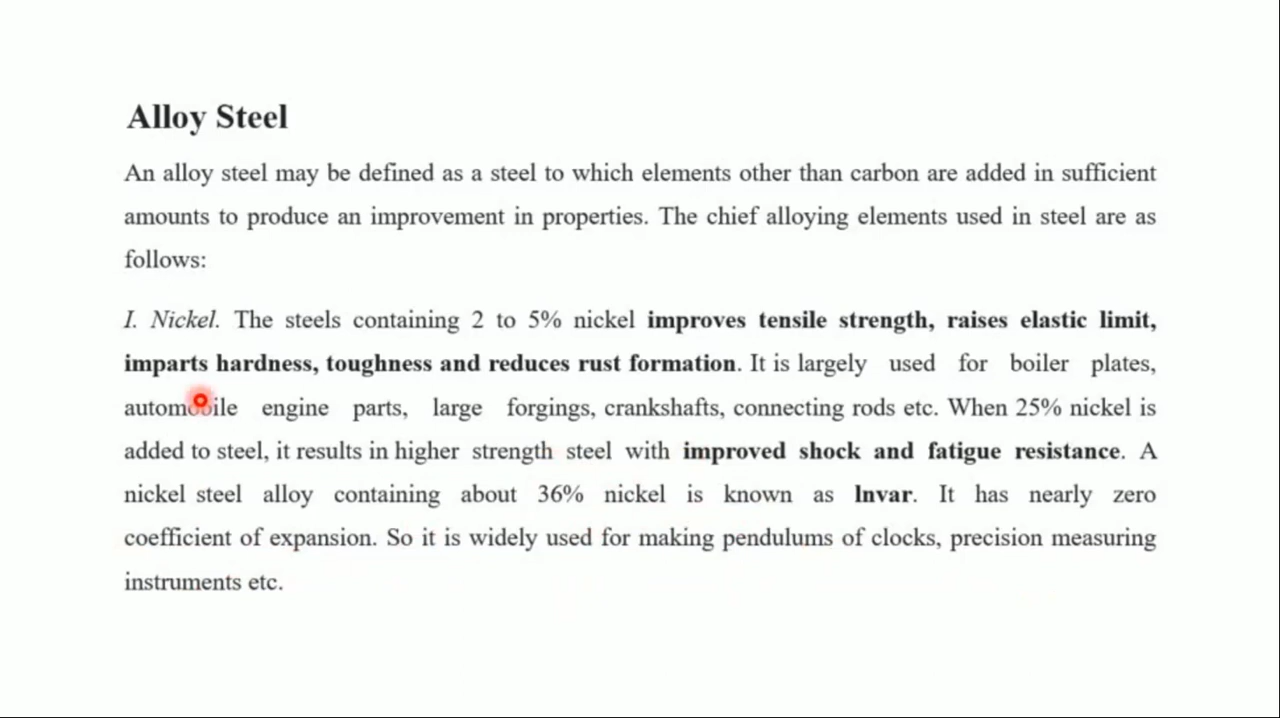 Alloy Steel
An alloy steel may be defined as a steel to which elements other than carbon are added in sufficient
amounts to produce an improvement in properties. The chief alloying elements used in steel are as
follows:
I. Nickel. The steels containing 2 to 5% nickel improves tensile strength, raises elastic limit,
imparts hardness, toughness and reduces rust formation. It is largely used for boiler plates,
automobile engine parts, large forgings, crankshafts, connecting rods etc. When 25% nickel is
added to steel, it results in higher strength steel with improved shock and fatigue resistance. A
nickel steel alloy containing about 36% nickel is known as Invar. It has nearly zero
coefficient of expansion. So it is widely used for making pendulums of clocks, precision measuring
instruments etc.